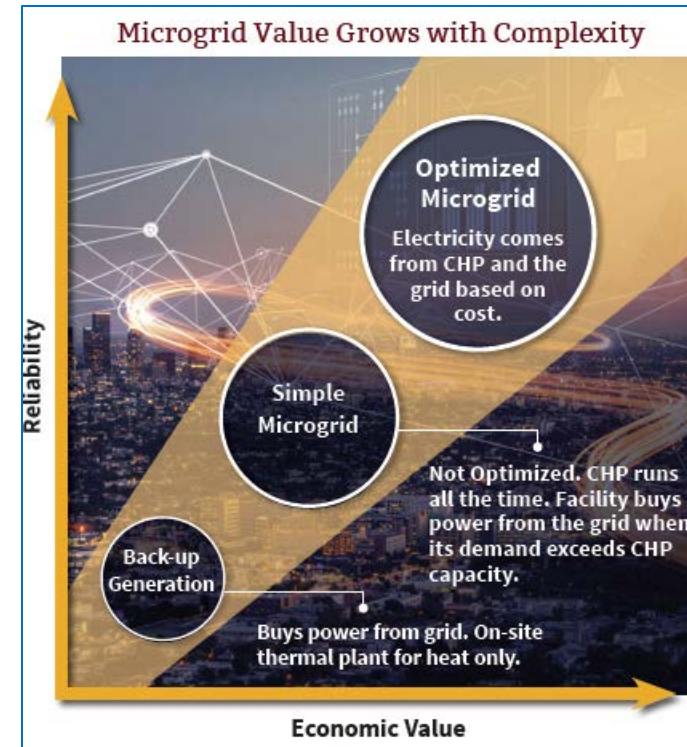 Microgrid Value Grows with Complexity
Optimized
Microgrid
Electricity comes
from CHP and the
grid based on
cost.
Reliability
Simple
Microgrid
Not Optimized. CHP runs
all the time. Facility buys
power from the grid when
its demand exceeds CHP
capacity.
Back-up
Generation
Buys power from grid. On-site
thermal plant for heat only.
Economic Value